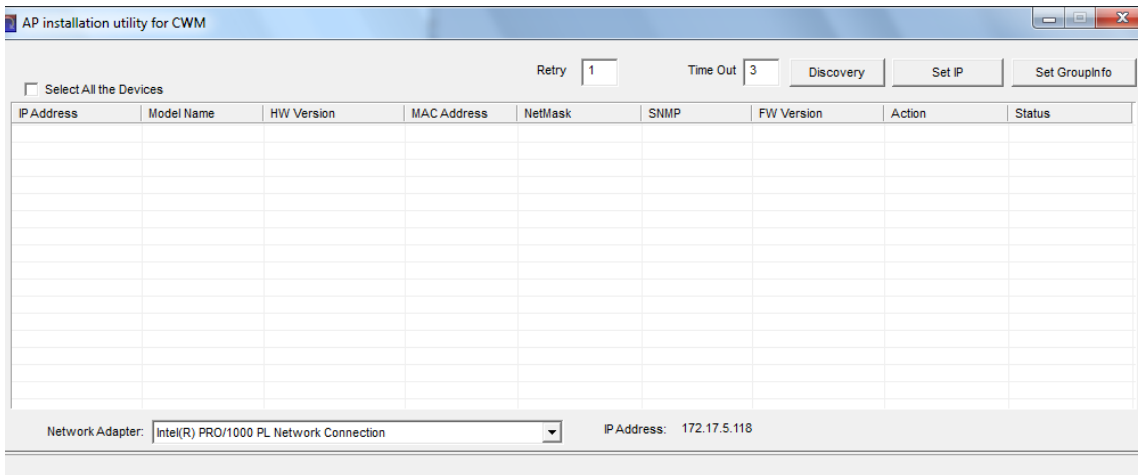 AP installation utility for CWM
Retry 1 Time Out 3 Discovery Set IP Set GroupInfo
Select All the Devices
IP Address Model Name HW Version MAC Address NetMask SNMP FW Version Action Status
Network Adapter: Intel(R) PRO/1000 PL Network Connection IP Address: 172.17.5.118